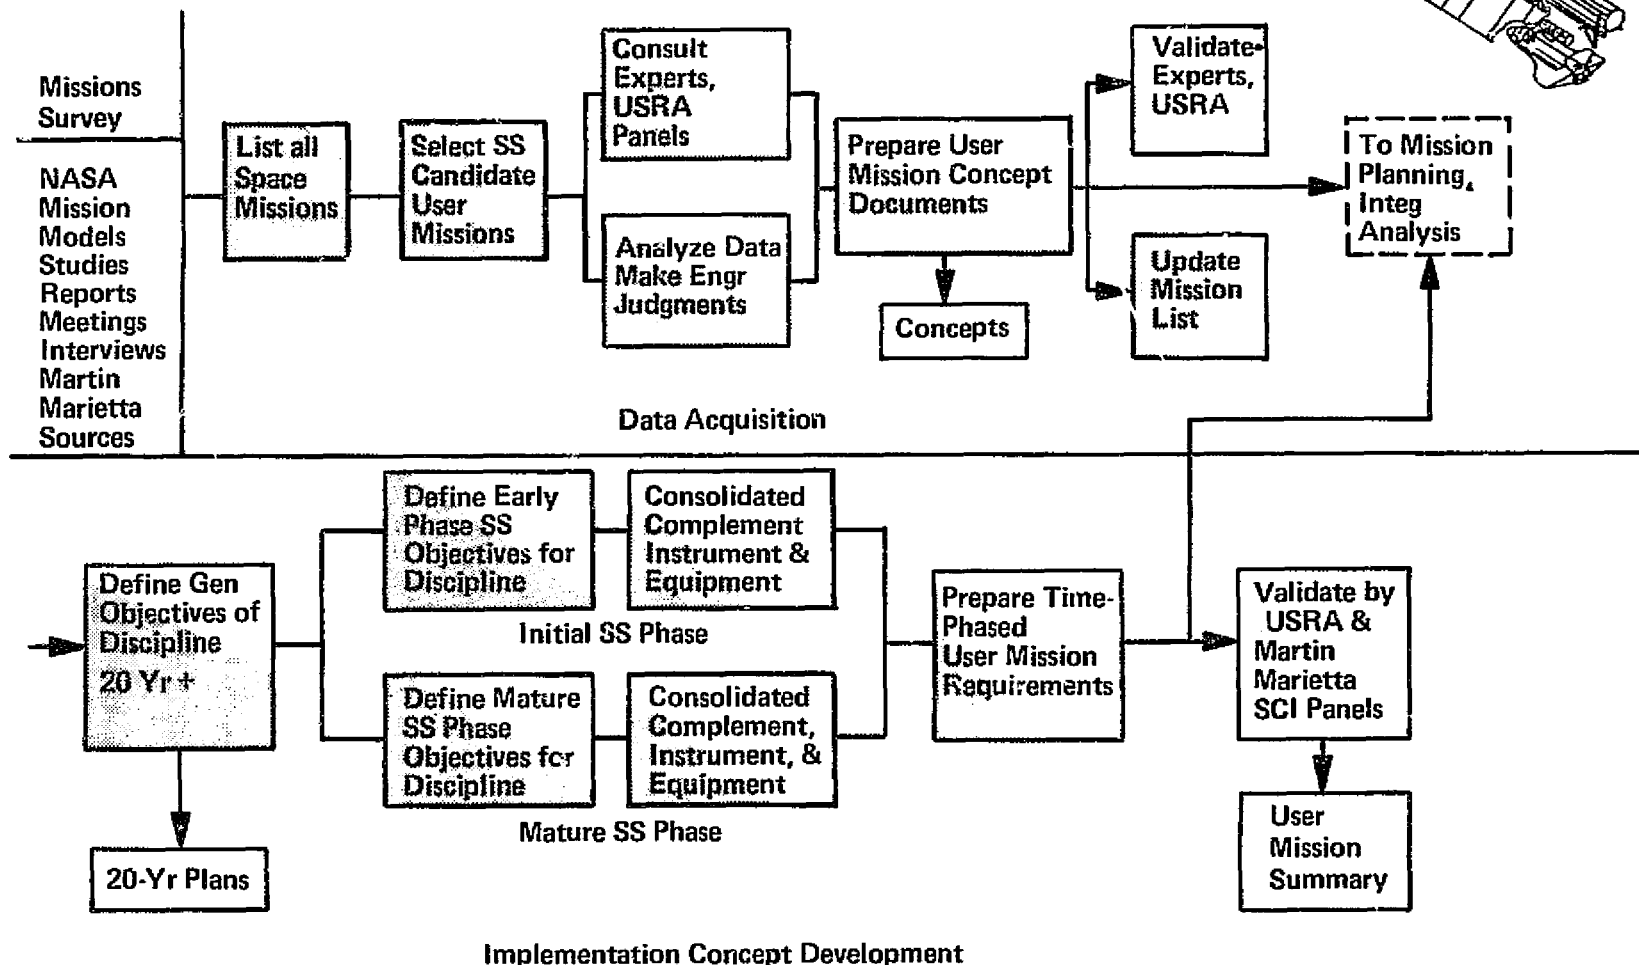 Missions
Survey
NASA
Mission
Models
Studies
Reports
Meetings
Interviews
Martin
Marietta
Sources
List all
Space
Missions
Select SS
Candidate
User
Missions
Consult
Experts,
USRA
Panels
Analyze Data
Make Engr
Judgments
Prepare User
Mission Concept
Documents
Concepts
Validate-
Experts,
USRA
Update
Mission
List
To Mission
Planning,
Integ
Analysis
Data Acquisition
Define Gen
Objectives of
Discipline
20 Yr +
20-Yr Plans
Define Early
Phase SS
Objectives for
Discipline
Consolidated
Complement
Instrument &
Equipment
Initial SS Phase
Define Mature
SS Phase
Objectives for
Discipline
Consolidated
Complement,
Instrument, &
Equipment
Mature SS Phase
Prepare Time-
Phased
User Mission
Requirements
Validate by
USRA &
Martin
Marietta
SCI Panels
User
Mission
Summary
Implementation Concept Development